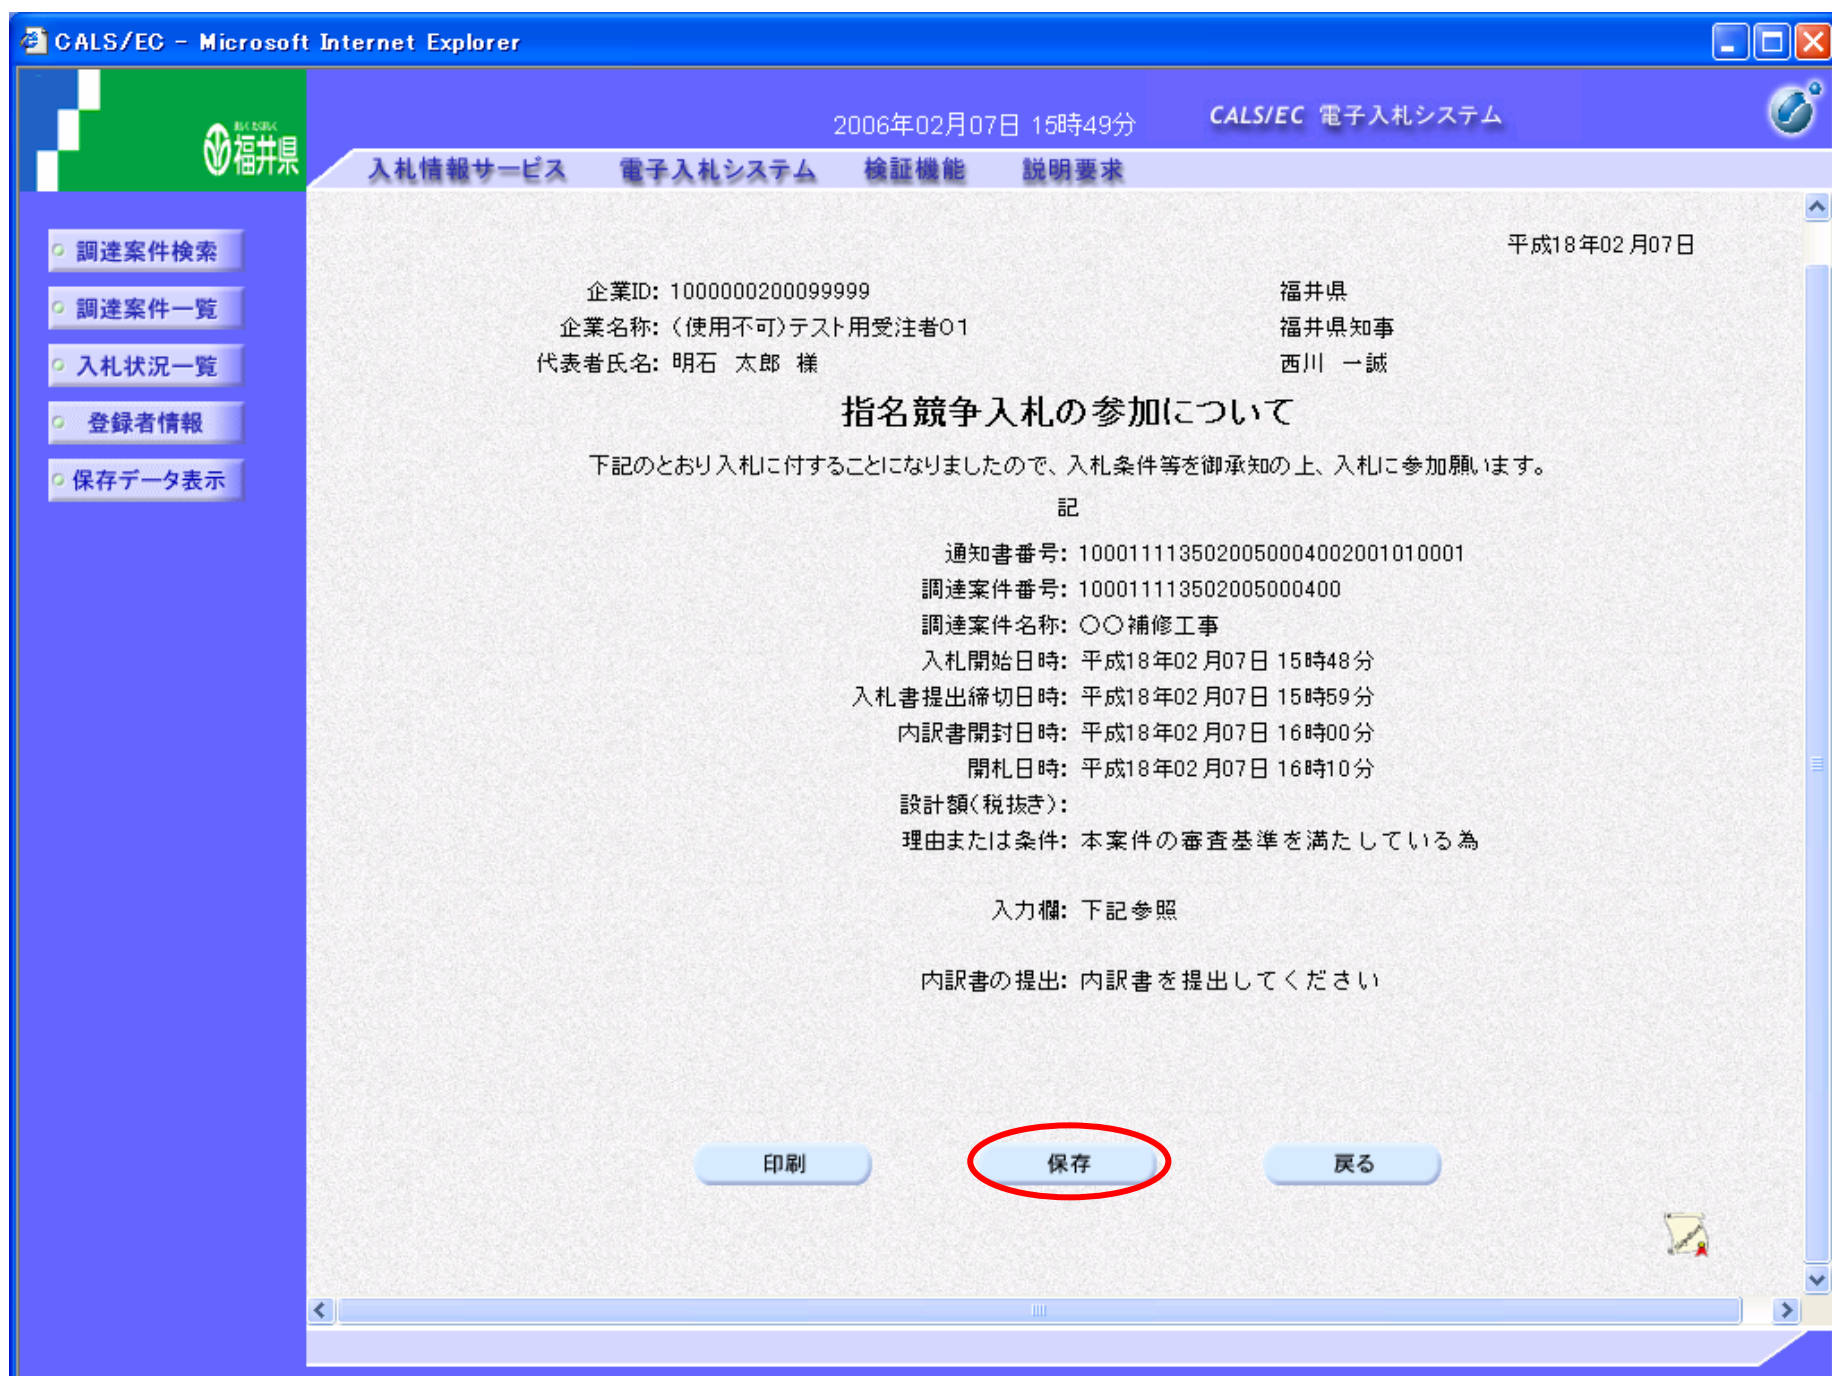 CALS/EC - Microsoft Internet Explorer
福井県
2006年02月07日 15時49分
CALS/EC 電子入札システム
入札情報サービス 電子入札システム 検証機能 説明要求
調達案件検索
調達案件一覧
入札状況一覧
登録者情報
保存データ表示
平成18年02月07日
企業ID: 1000000200099999 福井県
企業名称: (使用不可)テスト用受注者01 福井県知事
代表者氏名: 明石 太郎 様 西川 一誠
指名競争入札の参加について
下記のとおり入札に付することになりましたので、入札条件等を御承知の上、入札に参加願います。
記
通知書番号: 1000111135020050004002001010001
調達案件番号: 100011113502005000400
調達案件名称: 〇〇補修工事
入札開始日時: 平成18年02月07日 15時48分
入札書提出締切日時: 平成18年02月07日 15時59分
内訳書開封日時: 平成18年02月07日 16時00分
開札日時: 平成18年02月07日 16時10分
設計額(税抜き):
理由または条件: 本案件の審査基準を満たしている為
入力欄: 下記参照
内訳書の提出: 内訳書を提出してください
印刷 保存 戻る